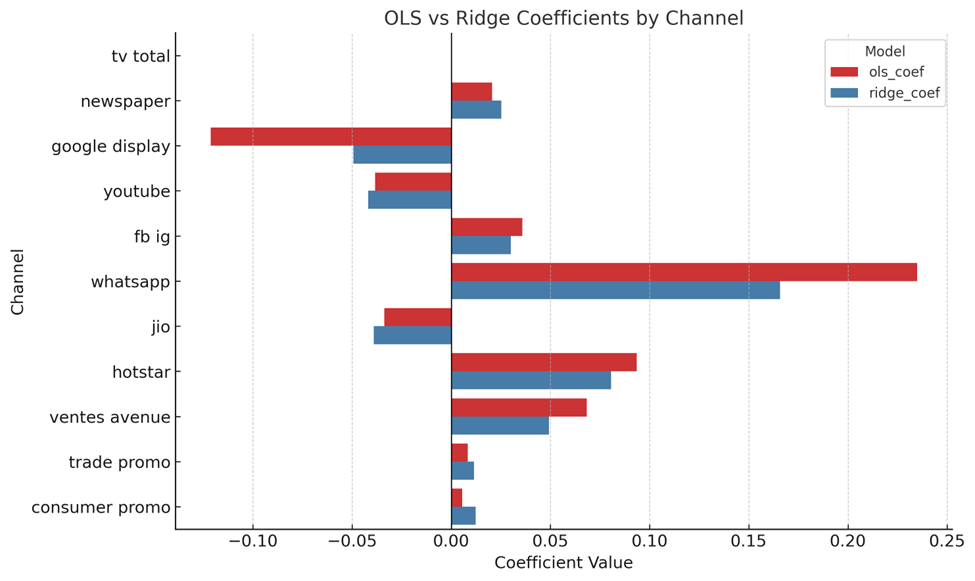 OLS vs Ridge Coefficients by Channel
Model
ols_coef
ridge_coef
Channel
tv total
newspaper
google display
youtube
fb ig
whatsapp
jio
hotstar
ventes avenue
trade promo
consumer promo
−0.10 −0.05 0.00 0.05 0.10 0.15 0.20 0.25
Coefficient Value